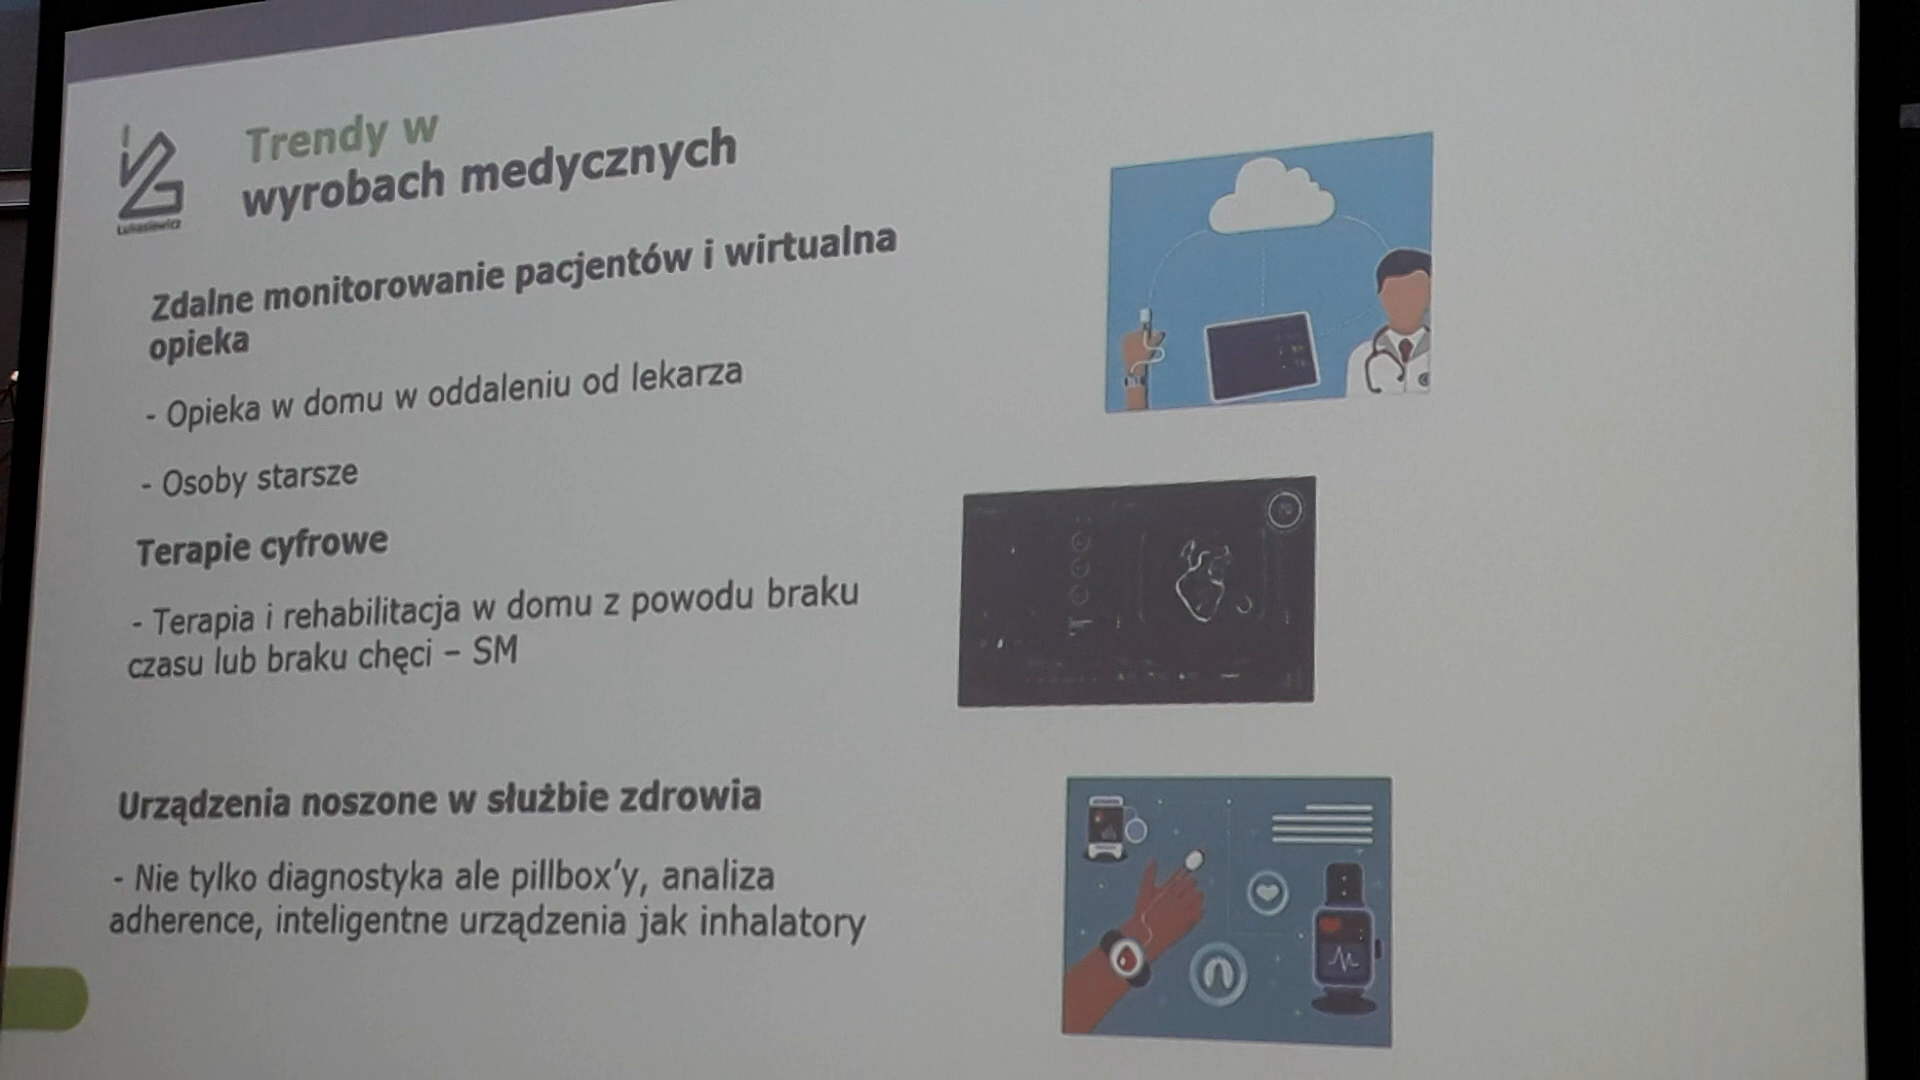 Łukasiewicz
Trendy w
wyrobach medycznych
Zdalne monitorowanie pacjentów i wirtualna
opieka
- Opieka w domu w oddaleniu od lekarza
- Osoby starsze
Terapie cyfrowe
- Terapia i rehabilitacja w domu z powodu braku
czasu lub braku chęci – SM
Urządzenia noszone w służbie zdrowia
- Nie tylko diagnostyka ale pillbox'y, analiza
adherence, inteligentne urządzenia jak inhalatory